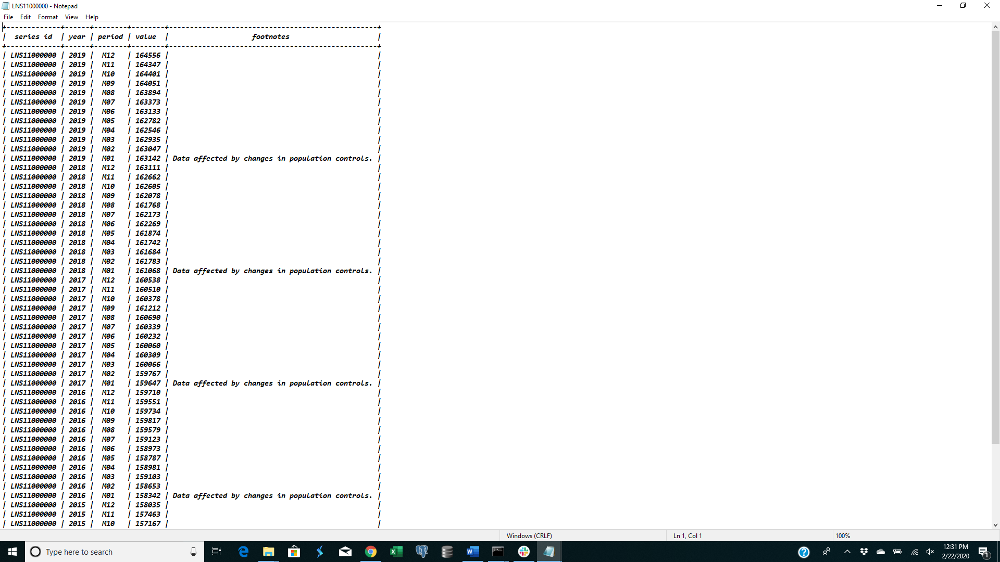 LNS11000000 - Notepad
File Edit Format View Help
+-------------+------+--------+--------+--------------------------------------------------+
| series id | year | period | value | footnotes |
+-------------+------+--------+--------+--------------------------------------------------+
| LNS11000000 | 2019 | M12 | 164556 | |
| LNS11000000 | 2019 | M11 | 164347 | |
| LNS11000000 | 2019 | M10 | 164401 | |
| LNS11000000 | 2019 | M09 | 164051 | |
| LNS11000000 | 2019 | M08 | 163894 | |
| LNS11000000 | 2019 | M07 | 163373 | |
| LNS11000000 | 2019 | M06 | 163133 | |
| LNS11000000 | 2019 | M05 | 162782 | |
| LNS11000000 | 2019 | M04 | 162546 | |
| LNS11000000 | 2019 | M03 | 162935 | |
| LNS11000000 | 2019 | M02 | 163047 | |
| LNS11000000 | 2019 | M01 | 163142 | Data affected by changes in population controls. |
| LNS11000000 | 2018 | M12 | 163111 | |
| LNS11000000 | 2018 | M11 | 162662 | |
| LNS11000000 | 2018 | M10 | 162605 | |
| LNS11000000 | 2018 | M09 | 162078 | |
| LNS11000000 | 2018 | M08 | 161768 | |
| LNS11000000 | 2018 | M07 | 162173 | |
| LNS11000000 | 2018 | M06 | 162269 | |
| LNS11000000 | 2018 | M05 | 161874 | |
| LNS11000000 | 2018 | M04 | 161742 | |
| LNS11000000 | 2018 | M03 | 161684 | |
| LNS11000000 | 2018 | M02 | 161783 | |
| LNS11000000 | 2018 | M01 | 161068 | Data affected by changes in population controls. |
| LNS11000000 | 2017 | M12 | 160538 | |
| LNS11000000 | 2017 | M11 | 160510 | |
| LNS11000000 | 2017 | M10 | 160378 | |
| LNS11000000 | 2017 | M09 | 161212 | |
| LNS11000000 | 2017 | M08 | 160690 | |
| LNS11000000 | 2017 | M07 | 160339 | |
| LNS11000000 | 2017 | M06 | 160232 | |
| LNS11000000 | 2017 | M05 | 160060 | |
| LNS11000000 | 2017 | M04 | 160309 | |
| LNS11000000 | 2017 | M03 | 160066 | |
| LNS11000000 | 2017 | M02 | 159767 | |
| LNS11000000 | 2017 | M01 | 159647 | Data affected by changes in population controls. |
| LNS11000000 | 2016 | M12 | 159710 | |
| LNS11000000 | 2016 | M11 | 159551 | |
| LNS11000000 | 2016 | M10 | 159734 | |
| LNS11000000 | 2016 | M09 | 159817 | |
| LNS11000000 | 2016 | M08 | 159579 | |
| LNS11000000 | 2016 | M07 | 159123 | |
| LNS11000000 | 2016 | M06 | 158973 | |
| LNS11000000 | 2016 | M05 | 158787 | |
| LNS11000000 | 2016 | M04 | 158981 | |
| LNS11000000 | 2016 | M03 | 159103 | |
| LNS11000000 | 2016 | M02 | 158653 | |
| LNS11000000 | 2016 | M01 | 158342 | Data affected by changes in population controls. |
| LNS11000000 | 2015 | M12 | 158035 | |
| LNS11000000 | 2015 | M11 | 157463 | |
| LNS11000000 | 2015 | M10 | 157167 | |
Windows (CRLF) Ln 1, Col 1 100%
Type here to search
12:31 PM
2/22/2020
1